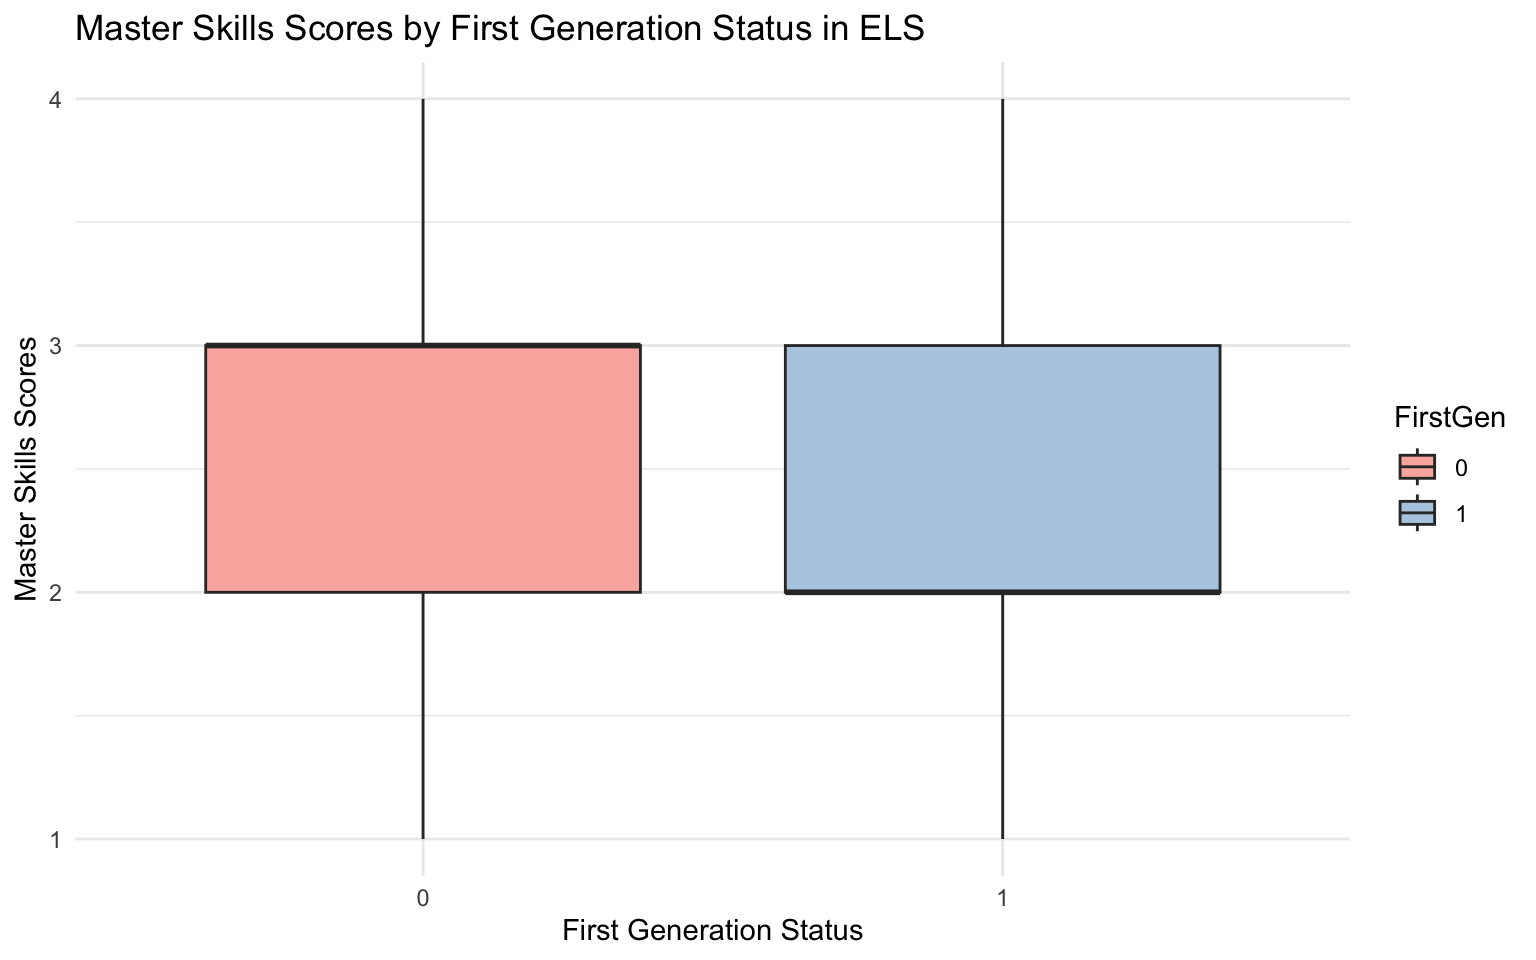 Master Skills Scores by First Generation Status in ELS
Master Skills Scores
4
3
2
1
0
1
First Generation Status
FirstGen
0
1